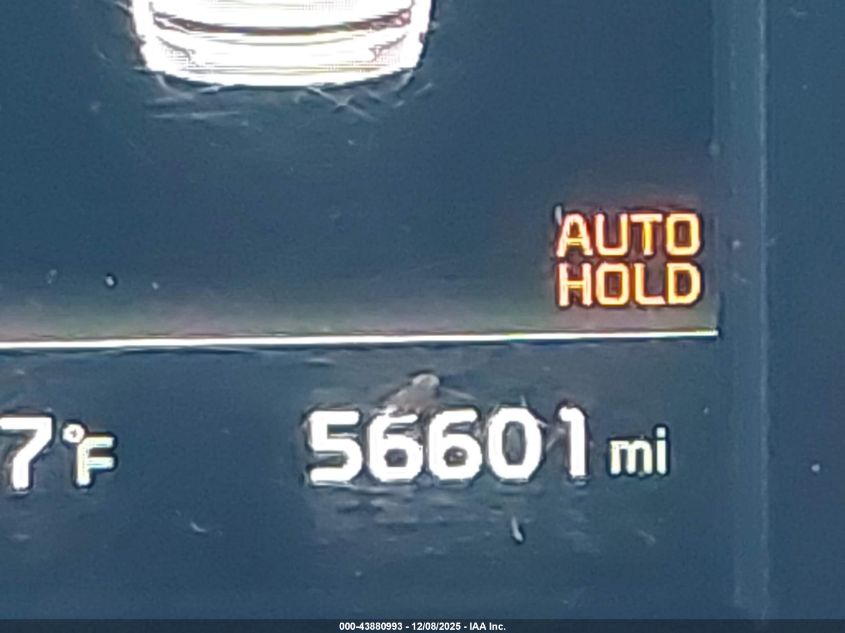 AUTO
HOLD
7°F 56601 mi
000-43880993 - 12/08/2025 - IAA Inc.